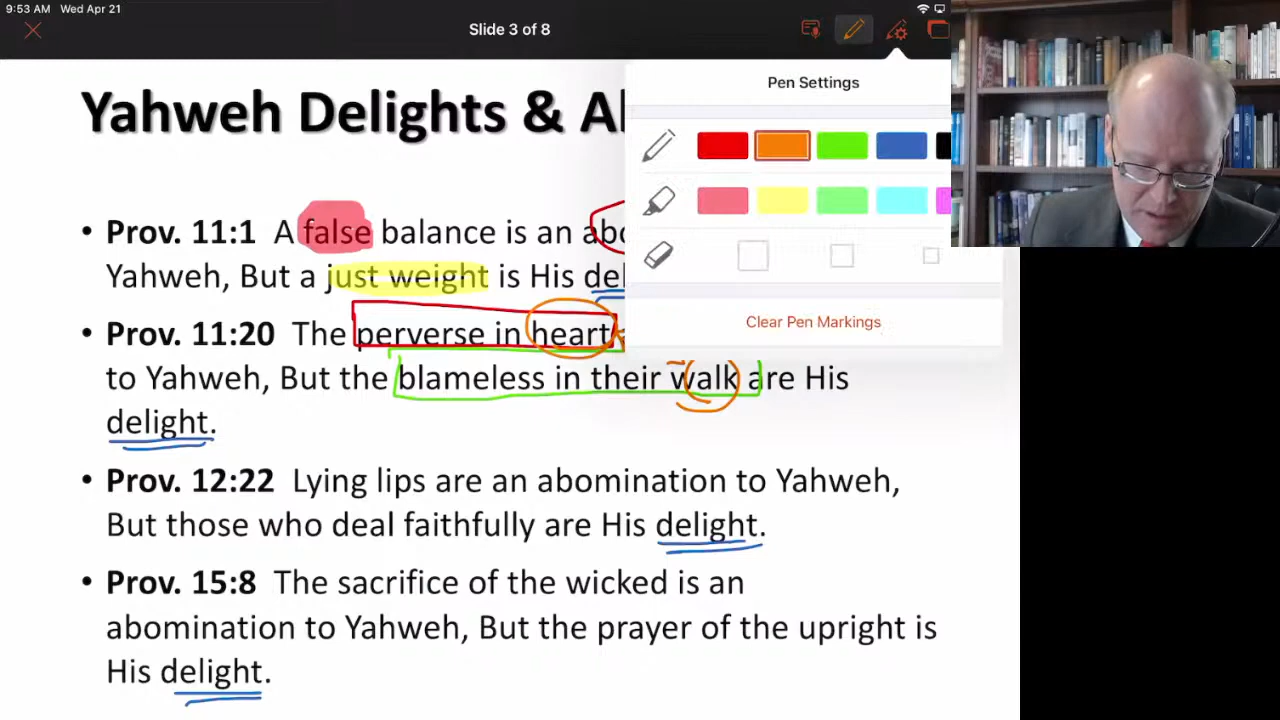 9:53 AM Wed Apr 21
Slide 3 of 8
Pen Settings
Clear Pen Markings
Yahweh Delights &
• Prov. 11:1 A false balance is an
Yahweh, But a just weight is His
• Prov. 11:20 The perverse in heart
to Yahweh, But the blameless in their walk are His
delight.
• Prov. 12:22 Lying lips are an abomination to Yahweh,
But those who deal faithfully are His delight.
• Prov. 15:8 The sacrifice of the wicked is an
abomination to Yahweh, But the prayer of the upright is
His delight.